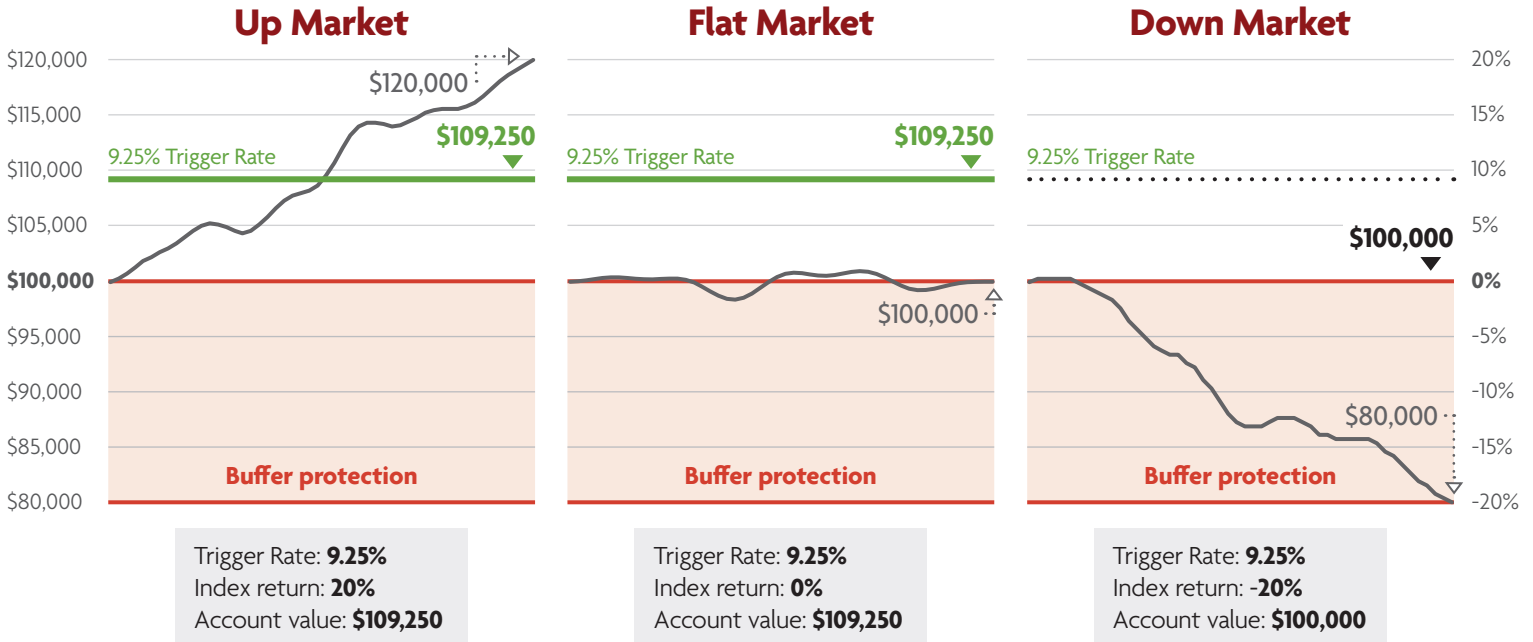 Up Market
Flat Market
Down Market
$120,000
$115,000
$110,000
$105,000
$100,000
$95,000
$90,000
$85,000
$80,000
$120,000
$109,250
9.25% Trigger Rate
Buffer protection
$109,250
9.25% Trigger Rate
$100,000
Buffer protection
9.25% Trigger Rate
$100,000
$80,000
Buffer protection
20%
15%
10%
5%
0%
-5%
-10%
-15%
-20%
Trigger Rate: 9.25%
Index return: 20%
Account value: $109,250
Trigger Rate: 9.25%
Index return: 0%
Account value: $109,250
Trigger Rate: 9.25%
Index return: -20%
Account value: $100,000